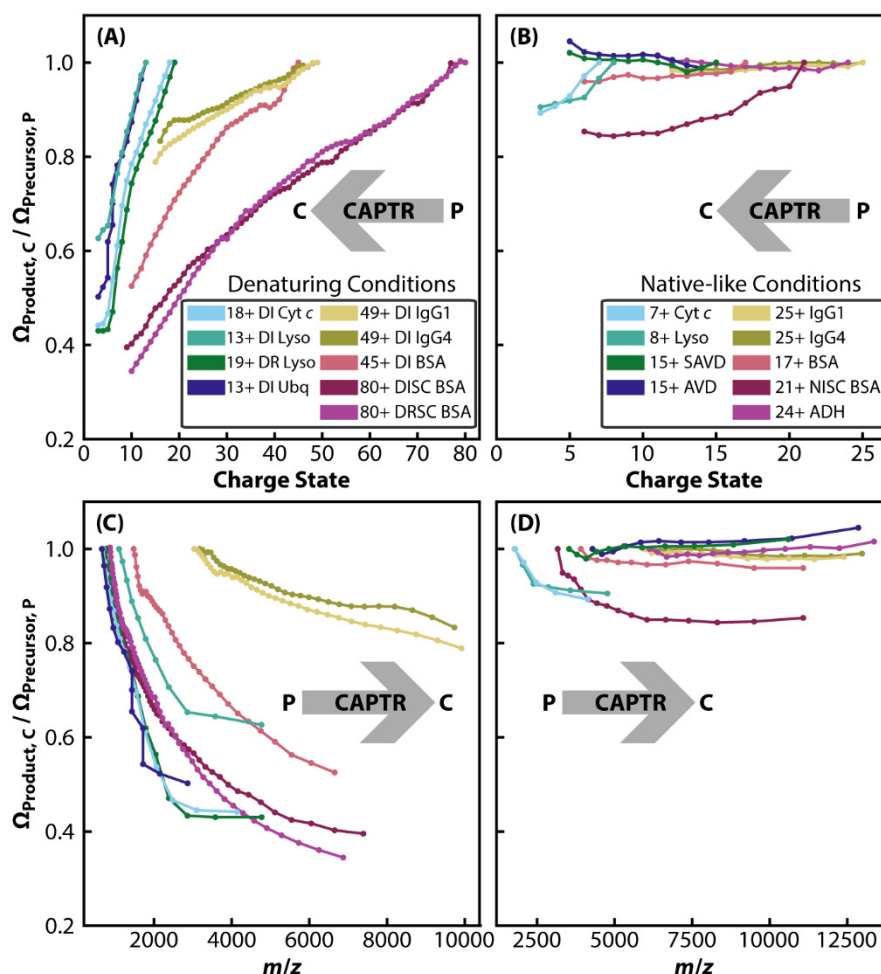 (A)
(B)
Ω_Product, C / Ω_Precursor, P
1.0
0.8
0.6
0.4
0.2
C CAPTR P
C CAPTR P
Denaturing Conditions
18+ DI Cyt c 49+ DI IgG1
13+ DI Lyso 49+ DI IgG4
19+ DR Lyso 45+ DI BSA
13+ DI Ubq 80+ DISC BSA
80+ DRSC BSA
Native-like Conditions
7+ Cyt c 25+ IgG1
8+ Lyso 25+ IgG4
15+ SAVD 17+ BSA
15+ AVD 21+ NISC BSA
24+ ADH
0 10 20 30 40 50 60 70 80
0 5 10 15 20 25
Charge State
Charge State
(C)
(D)
Ω_Product, C / Ω_Precursor, P
1.0
0.8
0.6
0.4
0.2
P CAPTR C
P CAPTR C
2000 4000 6000 8000 10000
2500 5000 7500 10000 12500
m/z
m/z